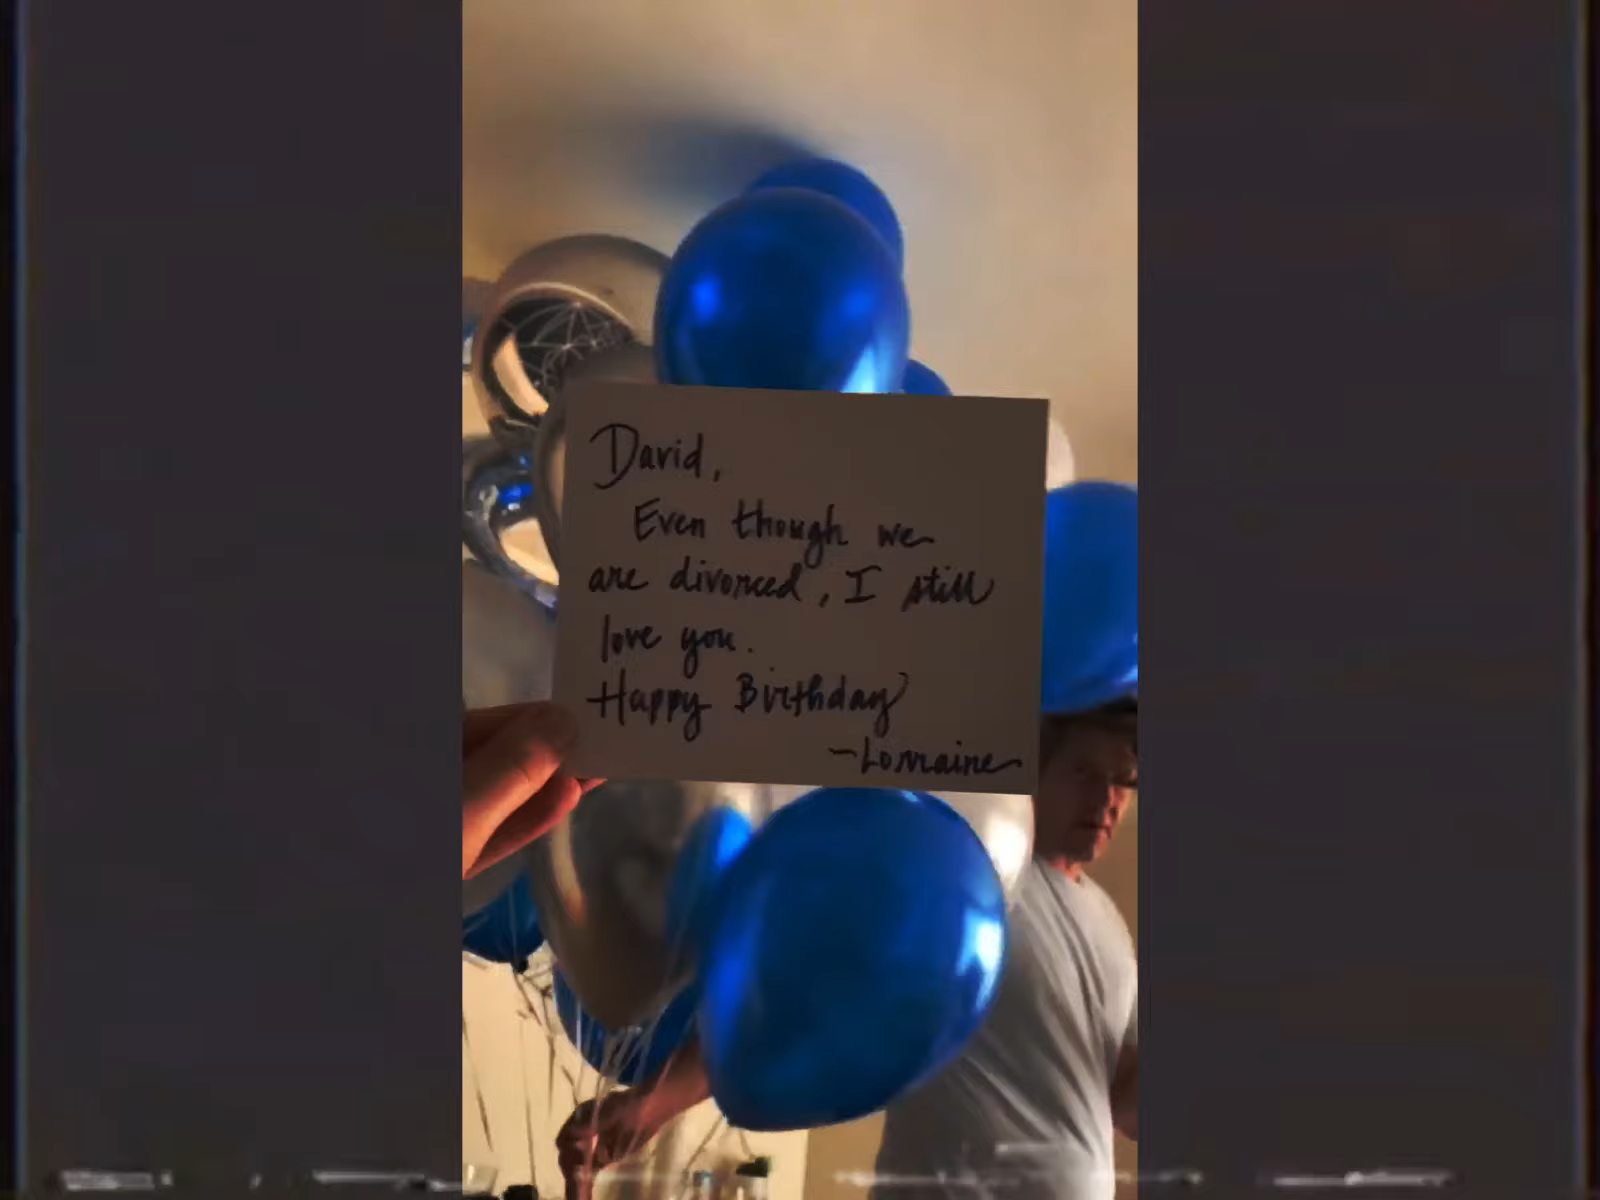 David,
Even though we
are divorced, I still
love you.
Happy Birthday
-Lorraine